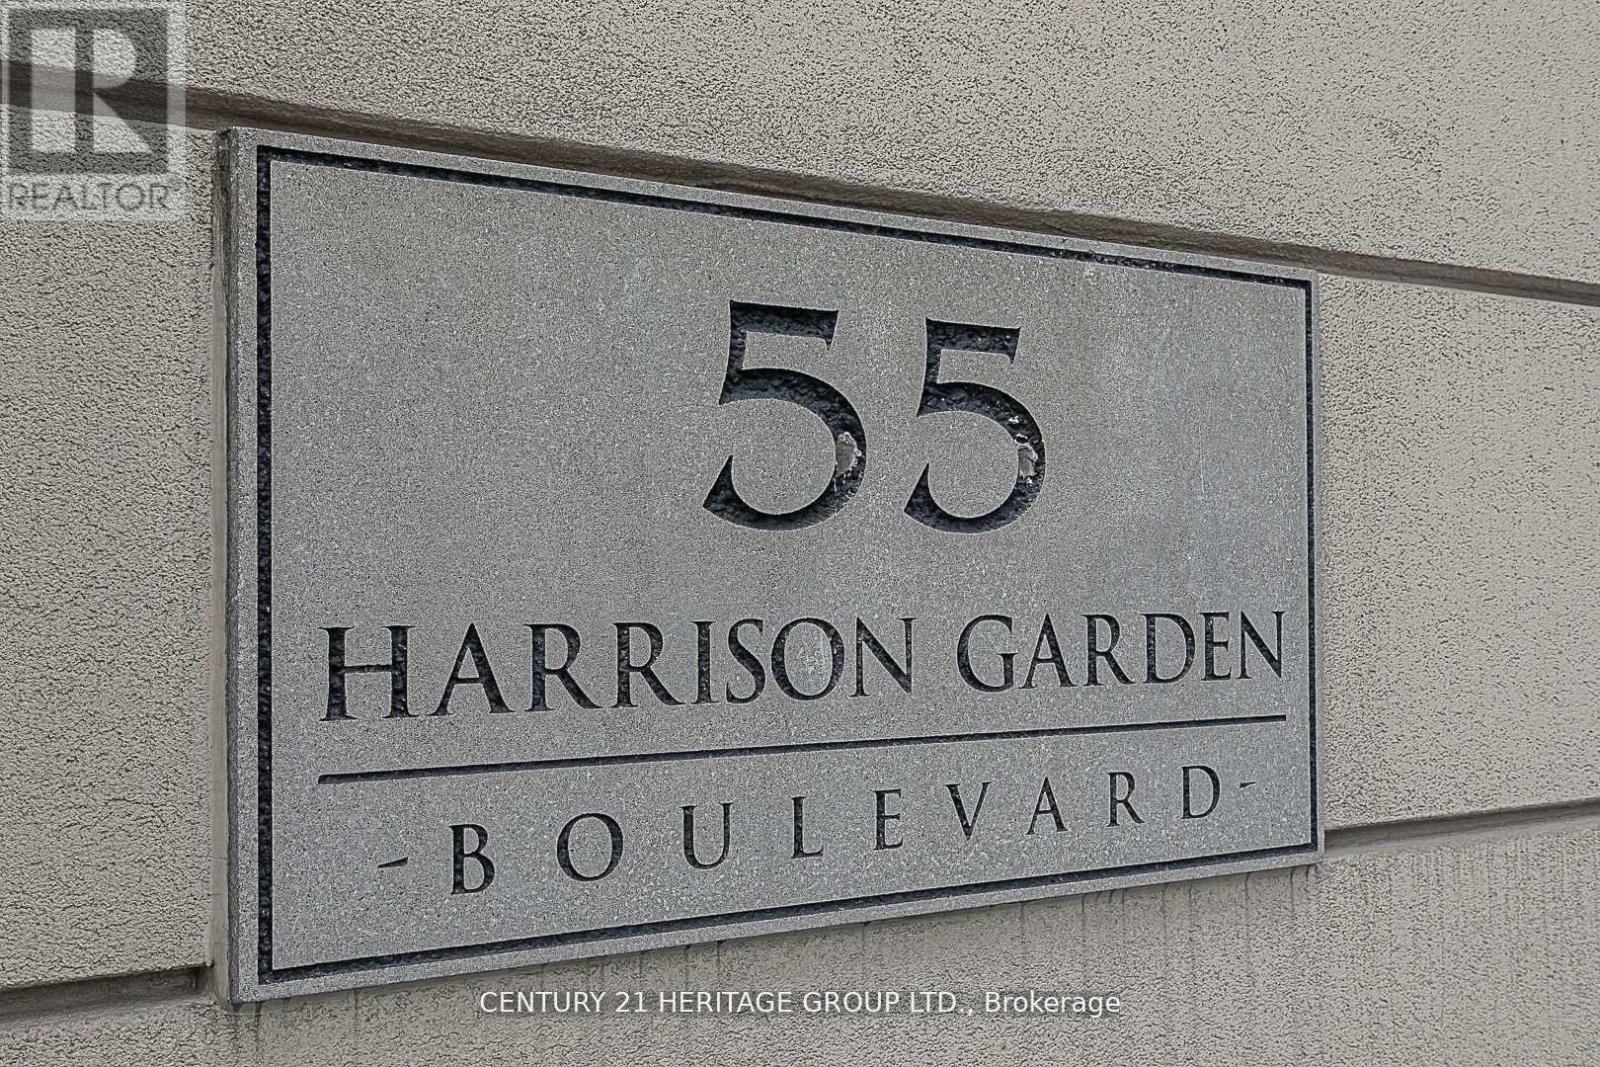 REALTOR
55
HARRISON GARDEN
-BOULEVARD-
CENTURY 21 HERITAGE GROUP LTD., Brokerage